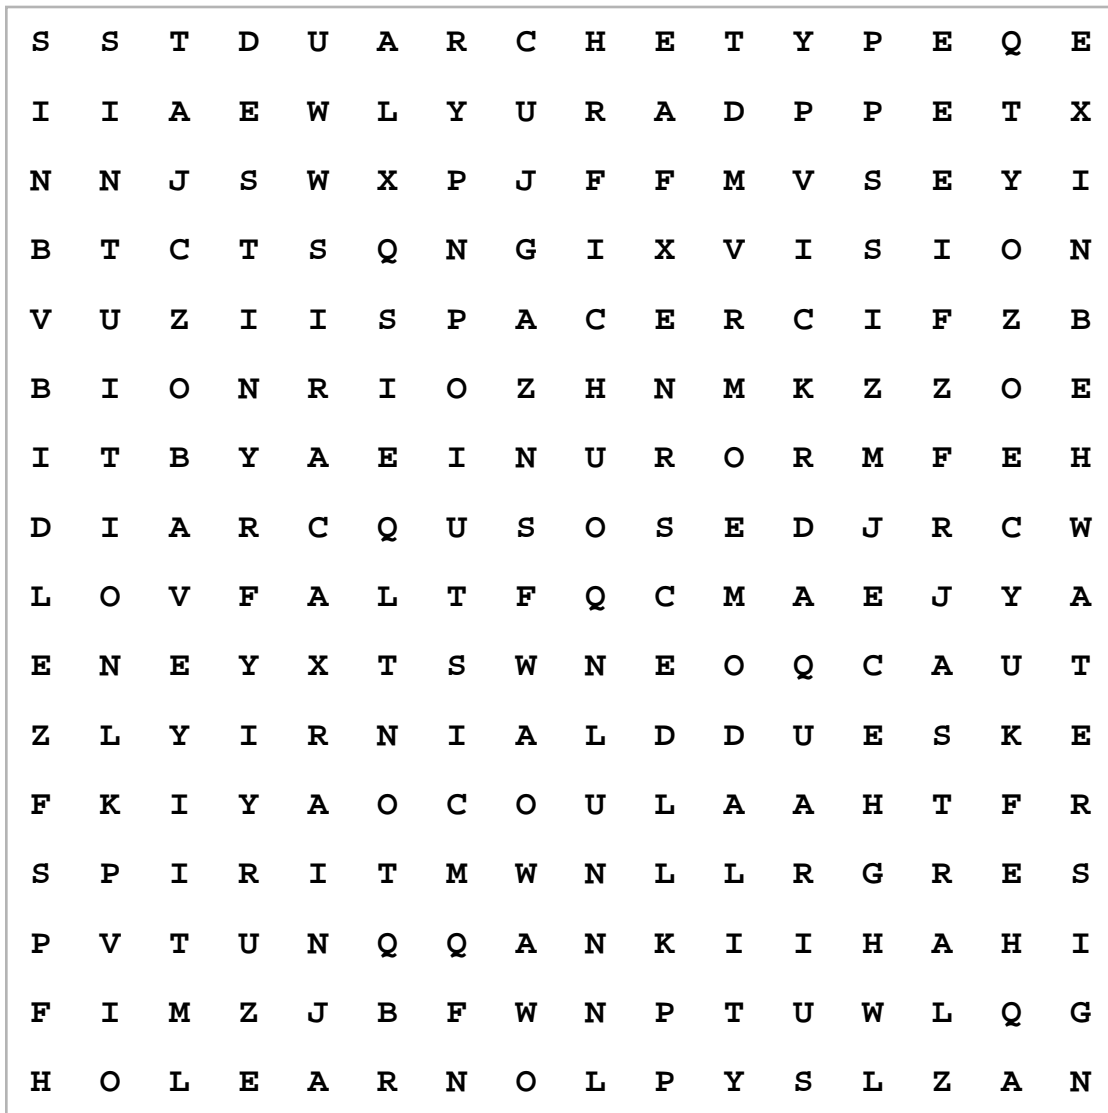 S S T D U A R C H E T Y P E Q E
I I A E W L Y U R A D P P E T X
N N J S W X P J F F M V S E Y I
B T C T S Q N G I X V I S I O N
V U Z I I S P A C E R C I F Z B
B I O N R I O Z H N M K Z Z O E
I T B Y A E I N U R O R M F E H
D I A R C Q U S O S E D J R C W
L O V F A L T F Q C M A E J Y A
E N E Y X T S W N E O Q C A U T
Z L Y I R N I A L D D U E S K E
F K I Y A O C O U L A A H T F R
S P I R I T M W N L L R G R E S
P V T U N Q Q A N K I I H A H I
F I M Z J B F W N P T U W L Q G
H O L E A R N O L P Y S L Z A N